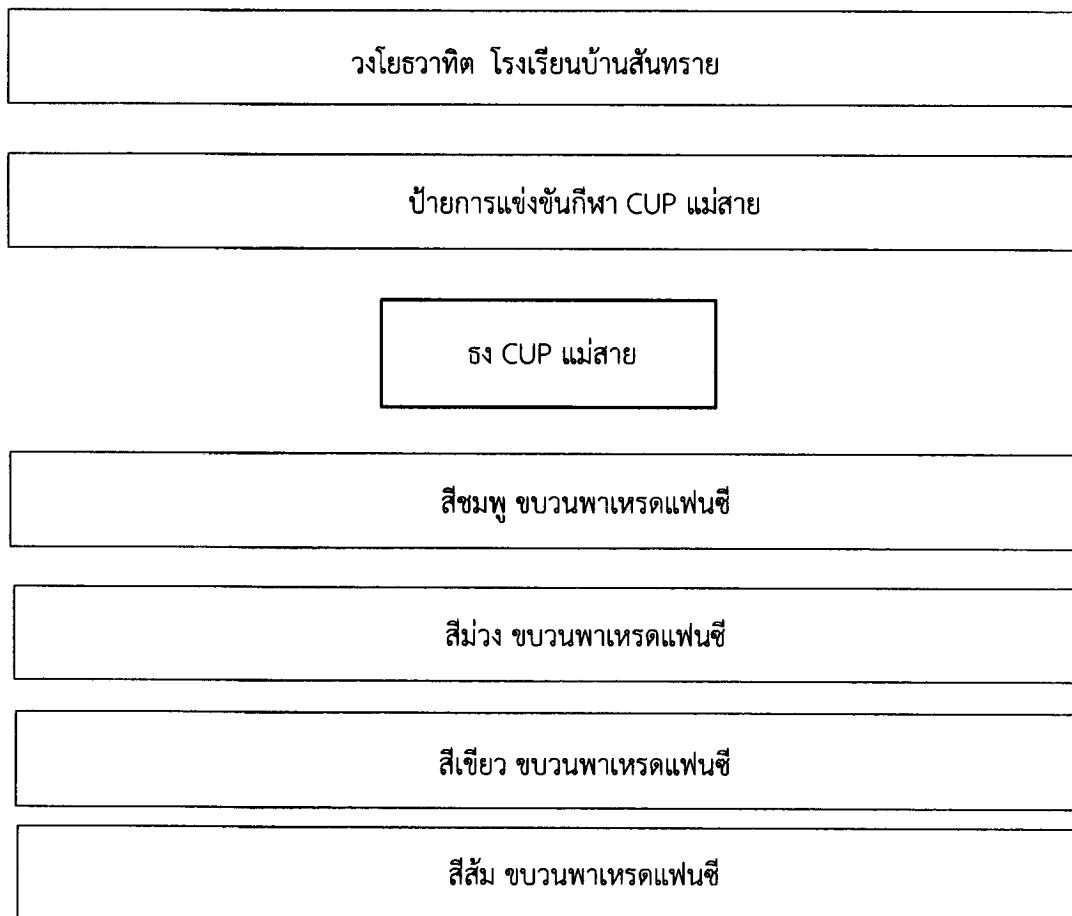 วงโยธวาทิต โรงเรียนบ้านสันทราย
ป้ายการแข่งขันกีฬา CUP แม่สาย
ธง CUP แม่สาย
สีชมพู ขบวนพาเหรดแฟนซี
สีม่วง ขบวนพาเหรดแฟนซี
สีเขียว ขบวนพาเหรดแฟนซี
สีส้ม ขบวนพาเหรดแฟนซี